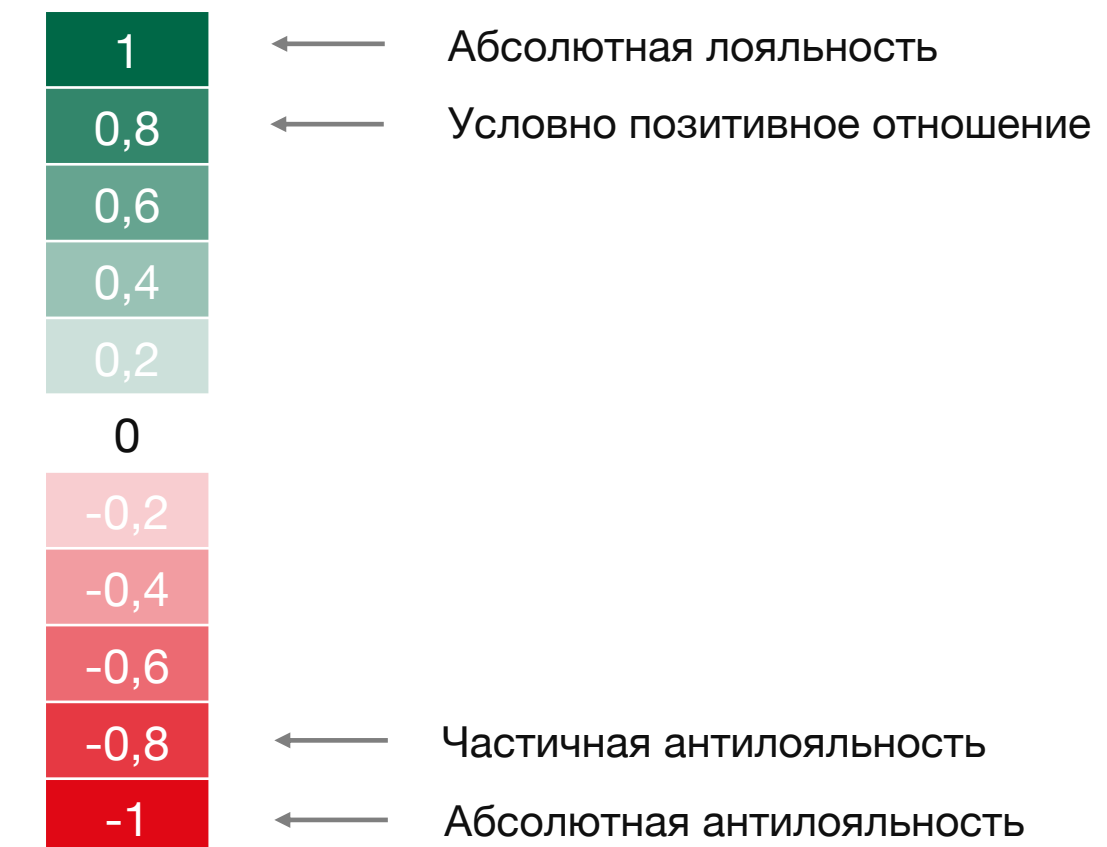 1 Абсолютная лояльность
0,8 Условно позитивное отношение
0,6
0,4
0,2
0
-0,2
-0,4
-0,6
-0,8 Частичная антилояльность
-1 Абсолютная антилояльность